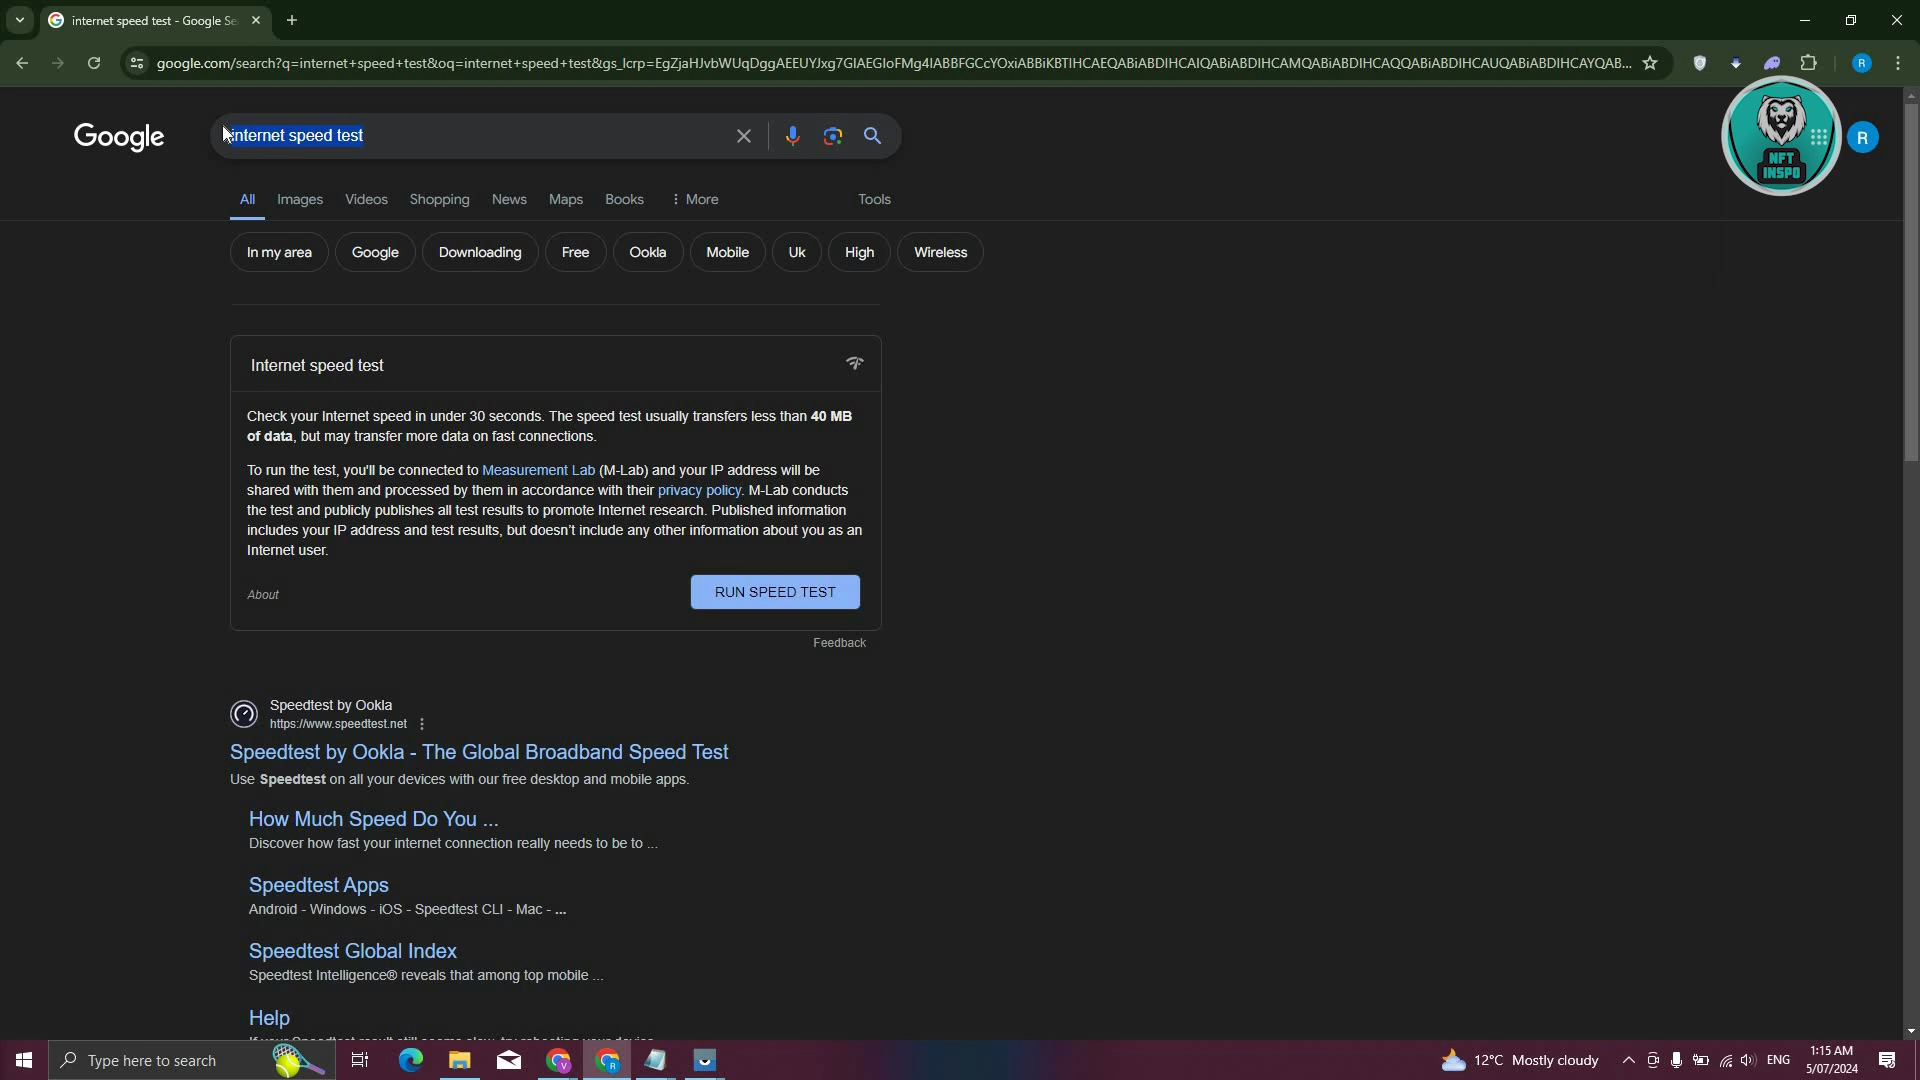 internet speed test - Google Se
google.com/search?q=internet+speed+test&oq=internet+speed+test&gs_lcrp=EgZjaHJvbWUqDggAEEUYJxg7GIAEGIoFMg4IABBFGCcYOxiABBiKBTIHCAEQABiABDIHCAIQABiABDIHCAMQABiABDIHCAQQABiABDIHCAUQABiABDIHCAYQAB...
R
Google
internet speed test
NFT
INSPO
R
All Images Videos Shopping News Maps Books More Tools
In my area Google Downloading Free Ookla Mobile Uk High Wireless
Internet speed test
Check your Internet speed in under 30 seconds. The speed test usually transfers less than 40 MB
of data, but may transfer more data on fast connections.
To run the test, you'll be connected to Measurement Lab (M-Lab) and your IP address will be
shared with them and processed by them in accordance with their privacy policy. M-Lab conducts
the test and publicly publishes all test results to promote Internet research. Published information
includes your IP address and test results, but doesn't include any other information about you as an
Internet user.
About RUN SPEED TEST
Feedback
Speedtest by Ookla
https://www.speedtest.net
Speedtest by Ookla - The Global Broadband Speed Test
Use Speedtest on all your devices with our free desktop and mobile apps.
How Much Speed Do You ...
Discover how fast your internet connection really needs to be to ...
Speedtest Apps
Android - Windows - iOS - Speedtest CLI - Mac - ...
Speedtest Global Index
Speedtest Intelligence® reveals that among top mobile ...
Help
Type here to search
12°C Mostly cloudy
ENG
1:15 AM
5/07/2024